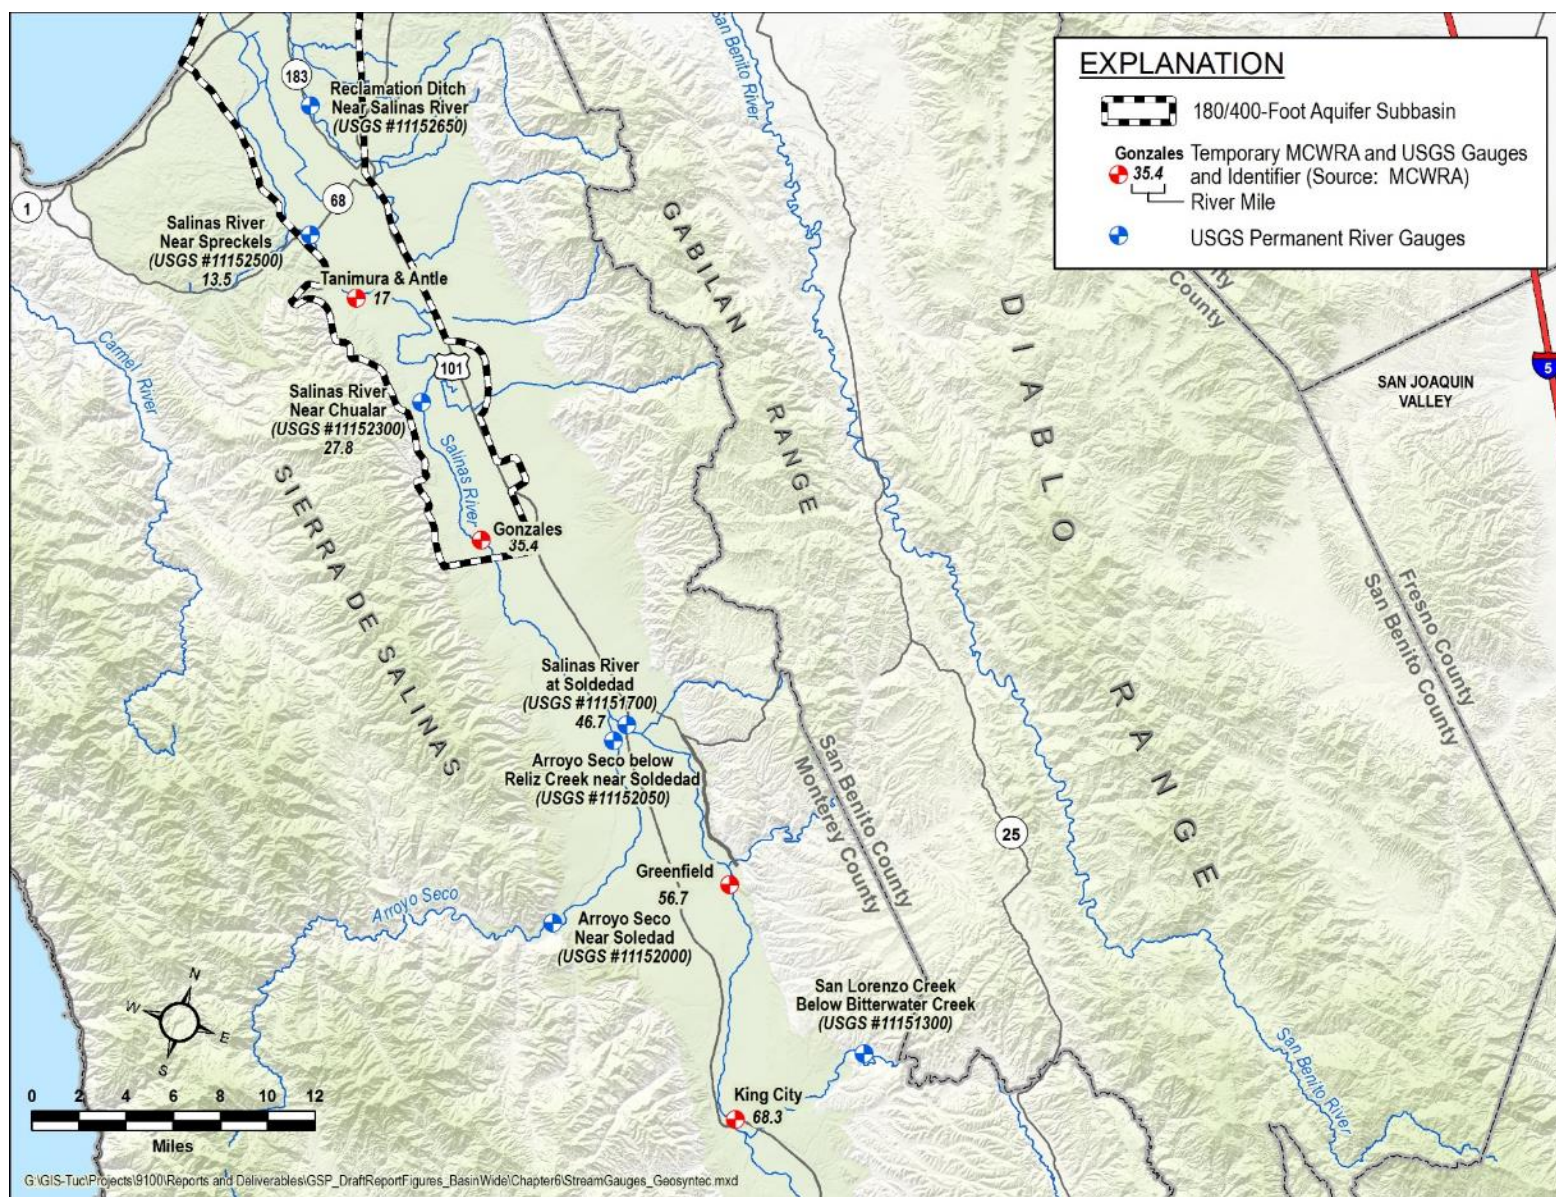 EXPLANATION
180/400-Foot Aquifer Subbasin
Gonzales
35.4
Temporary MCWRA and USGS Gauges
and Identifier (Source: MCWRA)
River Mile
USGS Permanent River Gauges
183
Reclamation Ditch
Near Salinas River
(USGS #11152650)
San Benito River
1
68
Salinas River
Near Spreckels
(USGS #11152500)
13.5
Tanimura & Antle
17
GABILAN
RANGE
DIABLO
RANGE
County
County
5
SAN JOAQUIN
VALLEY
Carmel River
101
Salinas River
Near Chualar
(USGS #11152300)
27.8
Salinas River
SIERRA DE SALINAS
Gonzales
35.4
Fresno County
San Benito County
Salinas River
at Soldedad
(USGS #11151700)
46.7
Arroyo Seco below
Reliz Creek near Soldedad
(USGS #11152050)
San Benito County
Monterey County
25
Greenfield
56.7
Arroyo Seco
Arroyo Seco
Near Soledad
(USGS #11152000)
San Lorenzo Creek
Below Bitterwater Creek
(USGS #11151300)
N
W
E
S
San Benito River
King City
68.3
0 2 4 6 8 10 12
Miles
G:\GIS-Tuc\Projects\9100\Reports and Deliverables\GSP_DraftReportFigures_BasinWide\Chapter6\StreamGauges_Geosyntec.mxd